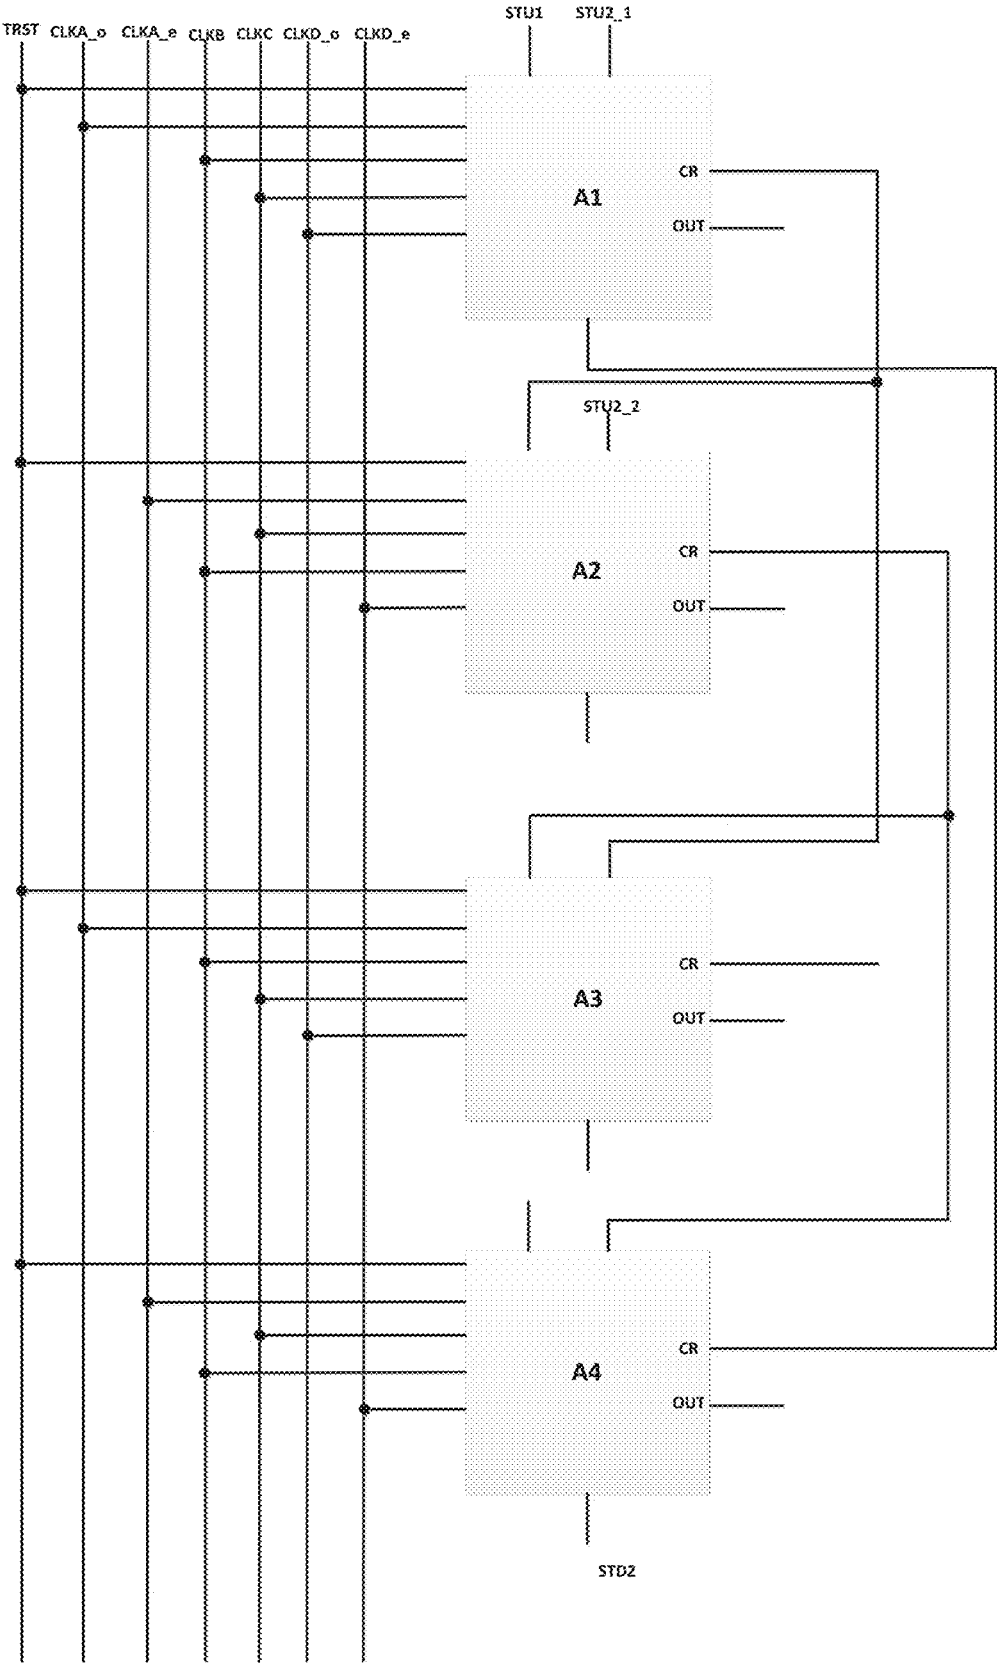 STU1 STU2_1
TRST CLKA_o CLKA_e CLKB CLKC CLKD_o CLKD_e
CR
A1
OUT
STU2_2
CR
A2
OUT
CR
A3
OUT
CR
A4
OUT
STD2